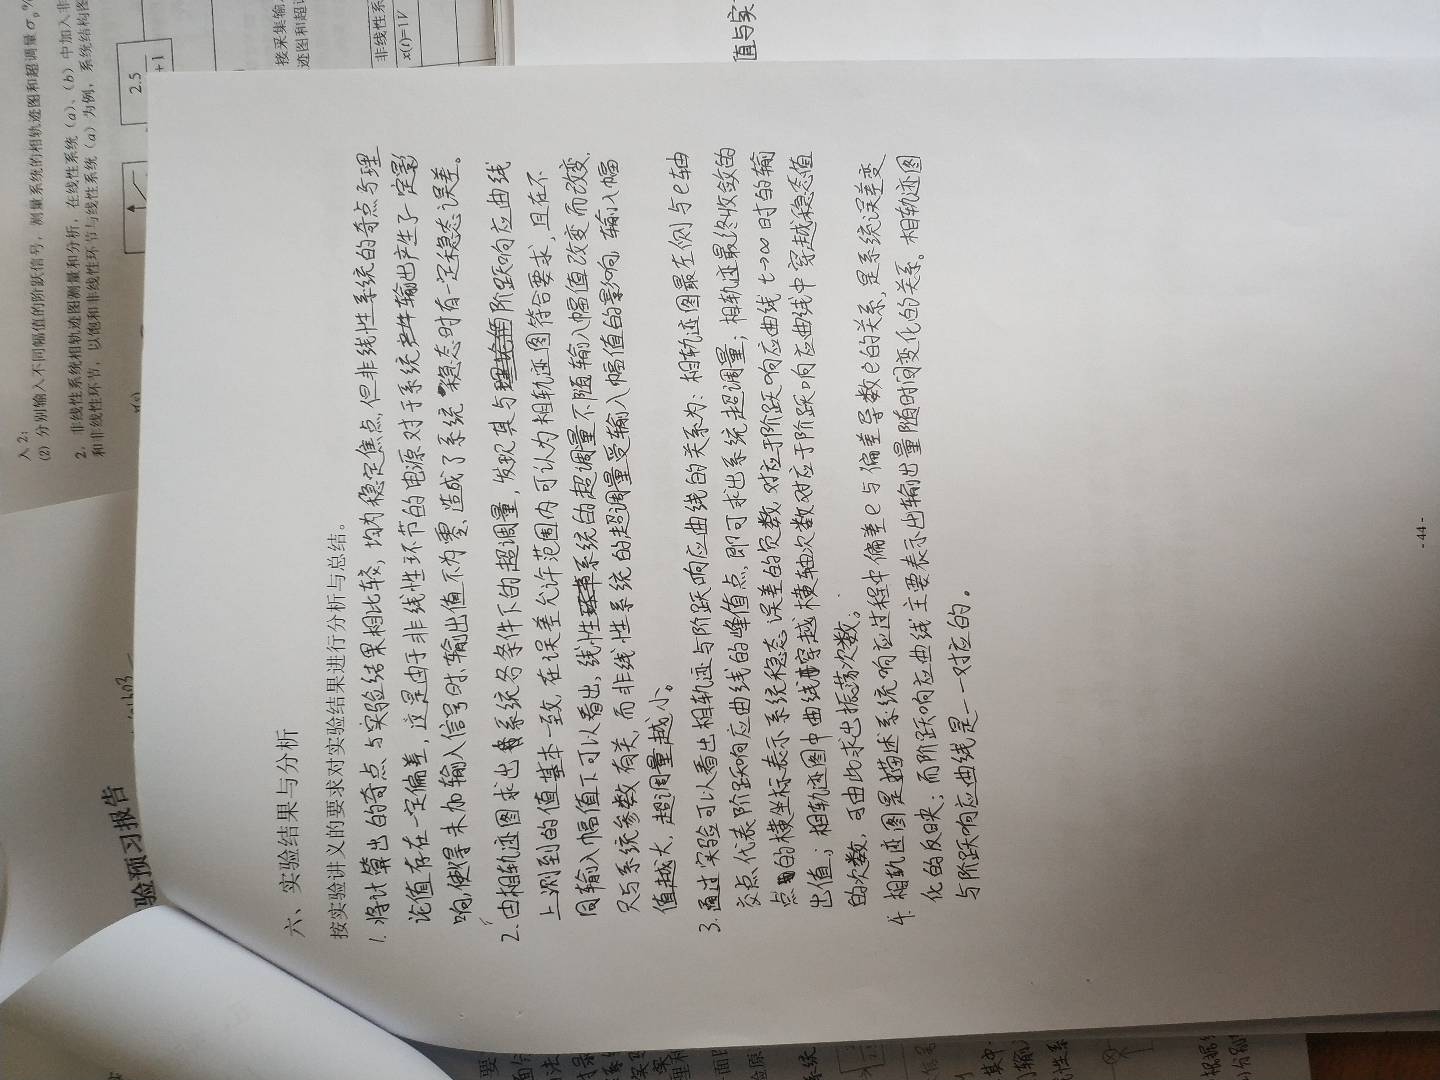 入 2；
(2) 分别输入不同幅值的阶跃信号，测量系统的相轨迹图和超调量σ
2．非线性系统相轨迹图测量和分析，在线性系统（a）、（b）中加入非
和非线性环节，以饱和非线性环节与线性系统（a）为例，系统结构图
验预习报告
2.5
+1
接采集输
迹图和超
非线性系
x(t)=1V
值与实
六、实验结果与分析
按实验讲义的要求对实验结果进行分析与总结。
1. 将计算出的奇点与实验结果相比较，均为稳定焦点，但非线性系统的奇点与理
论值存在一定偏差，这是由于非线性环节的电源对于系统输出产生了一定影
响，使得未加输入信号时，输出值不为零，造成了系统稳态时有一定稳态误差。
2. 由相轨迹图求出系统各条件下的超调量，发现其与阶跃响应曲线
上测到的值基本一致，在误差允许范围内可认为相轨迹图符合要求，且在不
同输入幅值下可以看出，线性系统的超调量不随输入幅值改变而改变，
只与系统参数有关，而非线性系统的超调量受输入幅值的影响，输入幅
值越大，超调量越小。
3. 通过实验可以看出相轨迹与阶跃响应曲线的关系为：相轨迹图最左侧与e轴
交点代表阶跃响应曲线的峰值点，即可求出系统超调量；相轨迹最终收敛的
点的横坐标表示系统稳态误差的负数，对应于阶跃响应曲线 t→∞ 时的输
出值；相轨迹图中曲线穿越横轴次数对应于阶跃响应曲线中穿越稳态值
的次数，可由此求出振荡次数；
4. 相轨迹图是描述系统响应过程中偏差e与偏差导数ė的关系，是系统误差变
化的反映；而阶跃响应曲线主要表示出输出量随时间变化的关系。相轨迹图
与阶跃响应曲线是一一对应的。
- 44 -